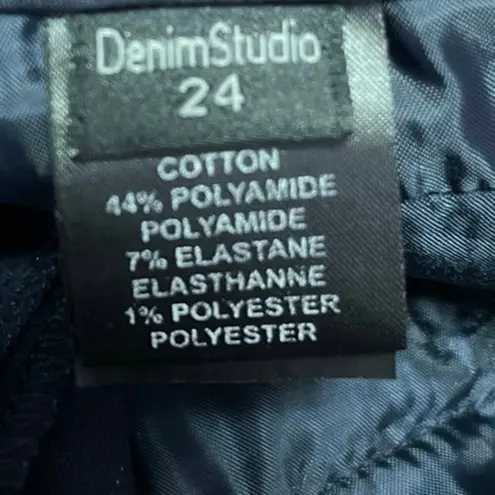 DenimStudio
24
COTTON
44% POLYAMIDE
POLYAMIDE
7% ELASTANE
ELASTHANNE
1% POLYESTER
POLYESTER